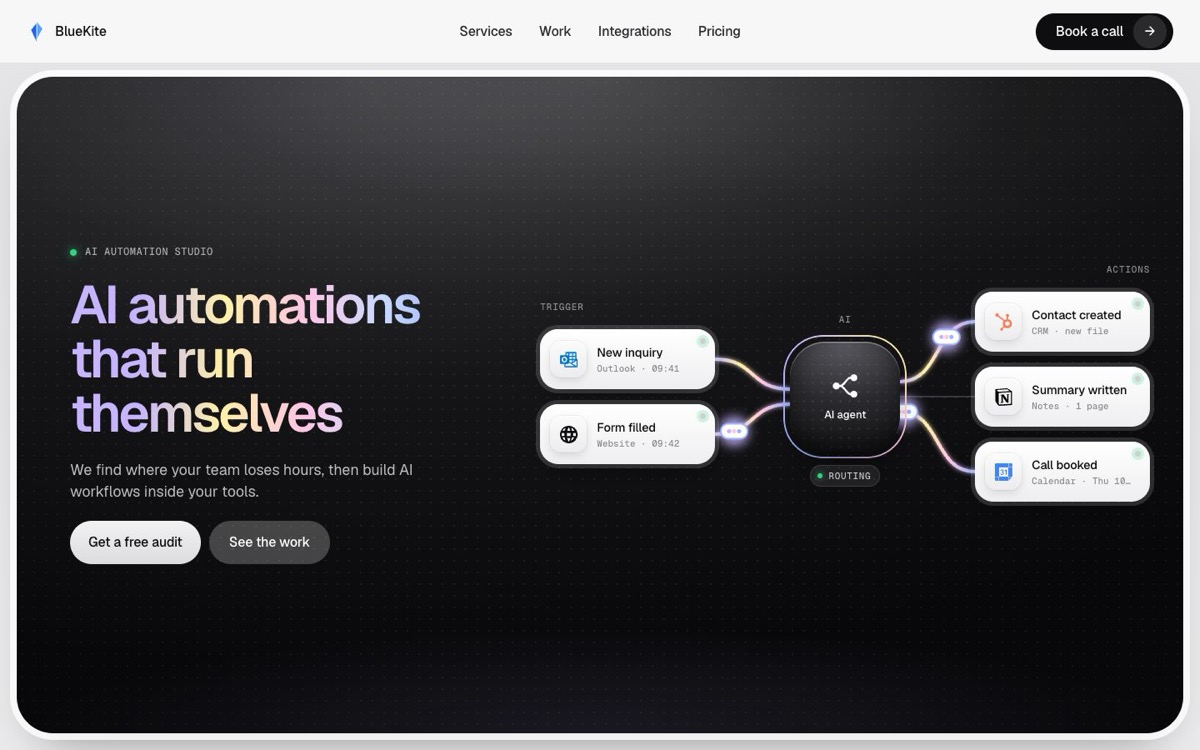 BlueKite
Services
Work
Integrations
Pricing
Book a call
AI AUTOMATION STUDIO
AI automations
that run
themselves
We find where your team loses hours, then build AI
workflows inside your tools.
Get a free audit
See the work
TRIGGER
New inquiry
Outlook · 09:41
Form filled
Website · 09:42
AI
AI agent
ROUTING
ACTIONS
Contact created
CRM · new file
Summary written
Notes · 1 page
31
Call booked
Calendar · Thu 10…